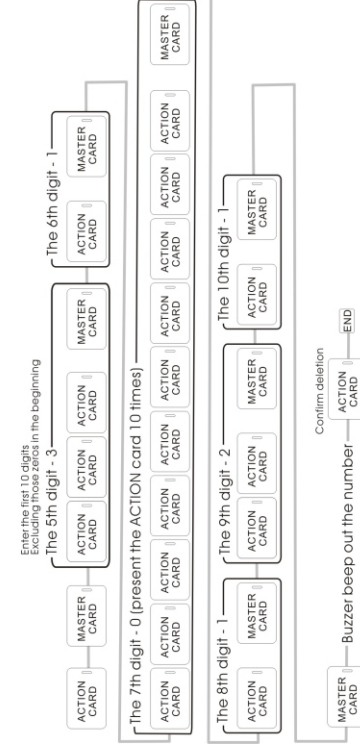 Enter the first 10 digits
Excluding those zeros in the beginning
The 5th digit - 3
The 6th digit - 1
ACTION CARD
MASTER CARD
ACTION CARD
ACTION CARD
ACTION CARD
MASTER CARD
ACTION CARD
MASTER CARD
The 7th digit - 0 (present the ACTION card 10 times)
ACTION CARD
ACTION CARD
ACTION CARD
ACTION CARD
ACTION CARD
ACTION CARD
ACTION CARD
ACTION CARD
ACTION CARD
ACTION CARD
MASTER CARD
The 8th digit - 1
The 9th digit - 2
The 10th digit - 1
ACTION CARD
MASTER CARD
ACTION CARD
ACTION CARD
MASTER CARD
ACTION CARD
MASTER CARD
Confirm deletion
MASTER CARD
Buzzer beep out the number
ACTION CARD
END